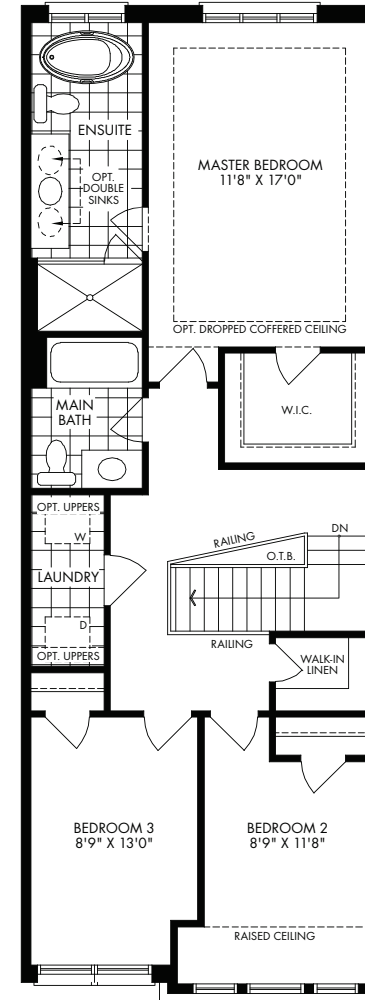 ENSUITE
OPT.
DOUBLE
SINKS
MASTER BEDROOM
11'8" X 17'0"
OPT. DROPPED COFFERED CEILING
MAIN
BATH
W.I.C.
OPT. UPPERS
W
LAUNDRY
D
OPT. UPPERS
RAILING
O.T.B.
DN
RAILING
WALK-IN
LINEN
BEDROOM 3
8'9" X 13'0"
BEDROOM 2
8'9" X 11'8"
RAISED CEILING